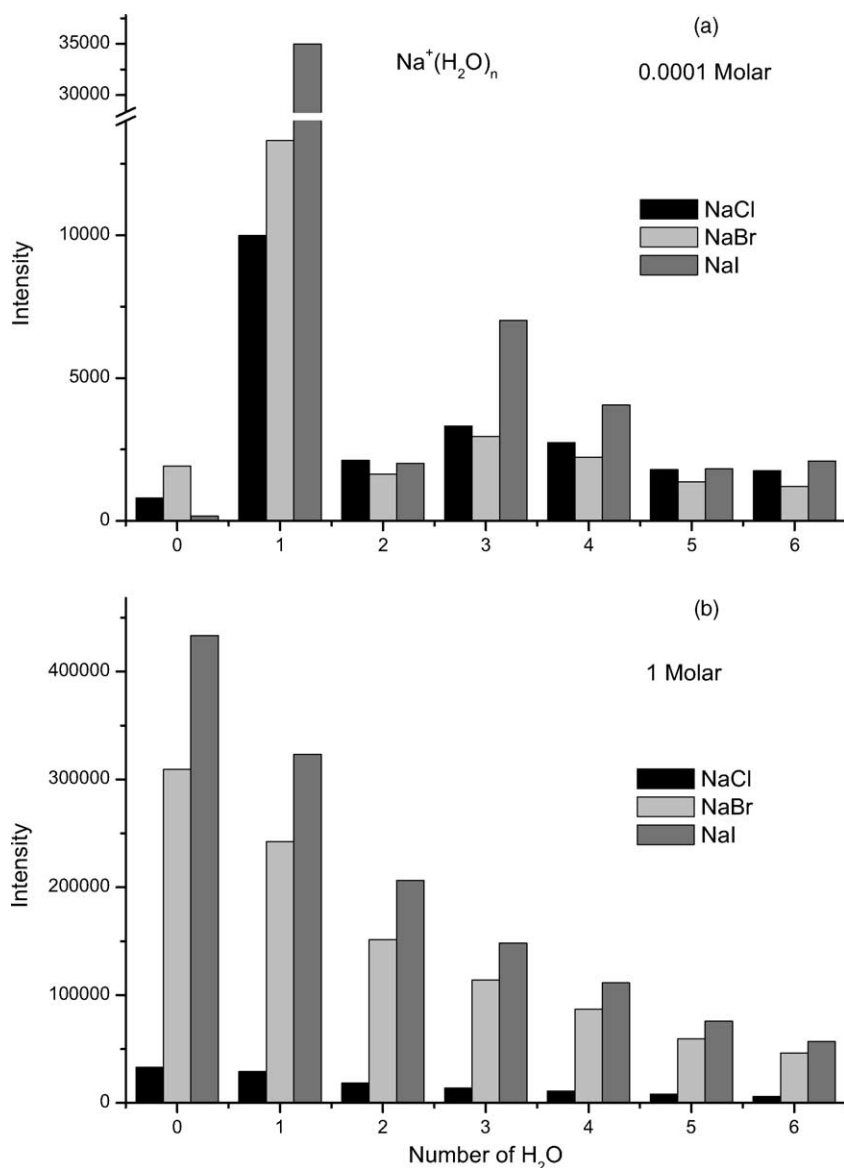 (a)
Na⁺(H₂O)ₙ
0.0001 Molar
35000
30000
10000
5000
0
Intensity
NaCl
NaBr
NaI
0 1 2 3 4 5 6
(b)
1 Molar
400000
300000
200000
100000
0
Intensity
NaCl
NaBr
NaI
0 1 2 3 4 5 6
Number of H₂O